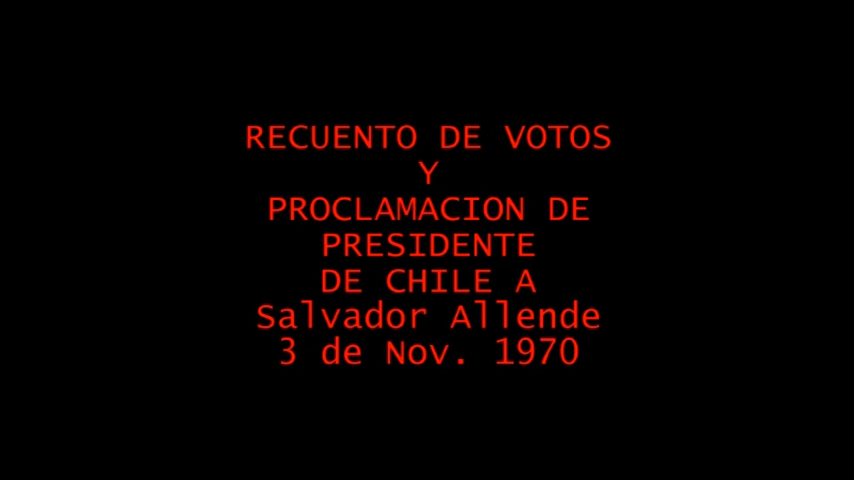 RECUENTO DE VOTOS
Y
PROCLAMACION DE
PRESIDENTE
DE CHILE A
Salvador Allende
3 de Nov. 1970